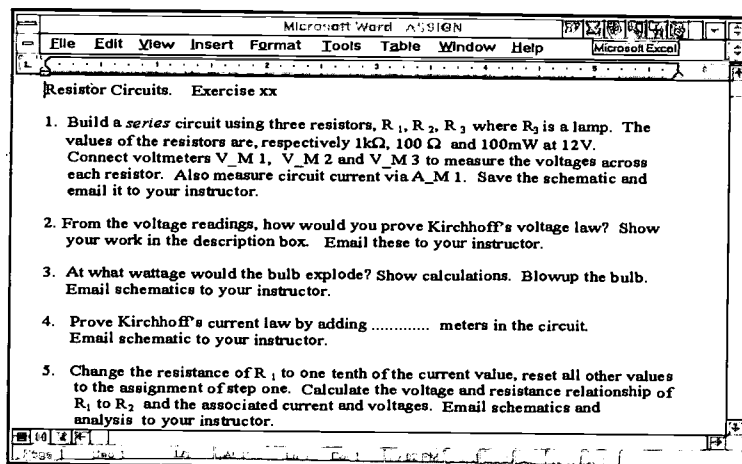 Microsoft Word ASSIGN
File Edit View Insert Format Tools Table Window Help
Microsoft Excel
Resistor Circuits. Exercise xx
1. Build a series circuit using three resistors, R 1, R 2, R 3 where R3 is a lamp. The
values of the resistors are, respectively 1kΩ, 100 Ω and 100mW at 12V.
Connect voltmeters V_M 1, V_M 2 and V_M 3 to measure the voltages across
each resistor. Also measure circuit current via A_M 1. Save the schematic and
email it to your instructor.
2. From the voltage readings, how would you prove Kirchhoff's voltage law? Show
your work in the description box. Email these to your instructor.
3. At what wattage would the bulb explode? Show calculations. Blowup the bulb.
Email schematics to your instructor.
4. Prove Kirchhoff's current law by adding ............. meters in the circuit.
Email schematic to your instructor.
5. Change the resistance of R 1 to one tenth of the current value, reset all other values
to the assignment of step one. Calculate the voltage and resistance relationship of
R1 to R2 and the associated current and voltages. Email schematics and
analysis to your instructor.